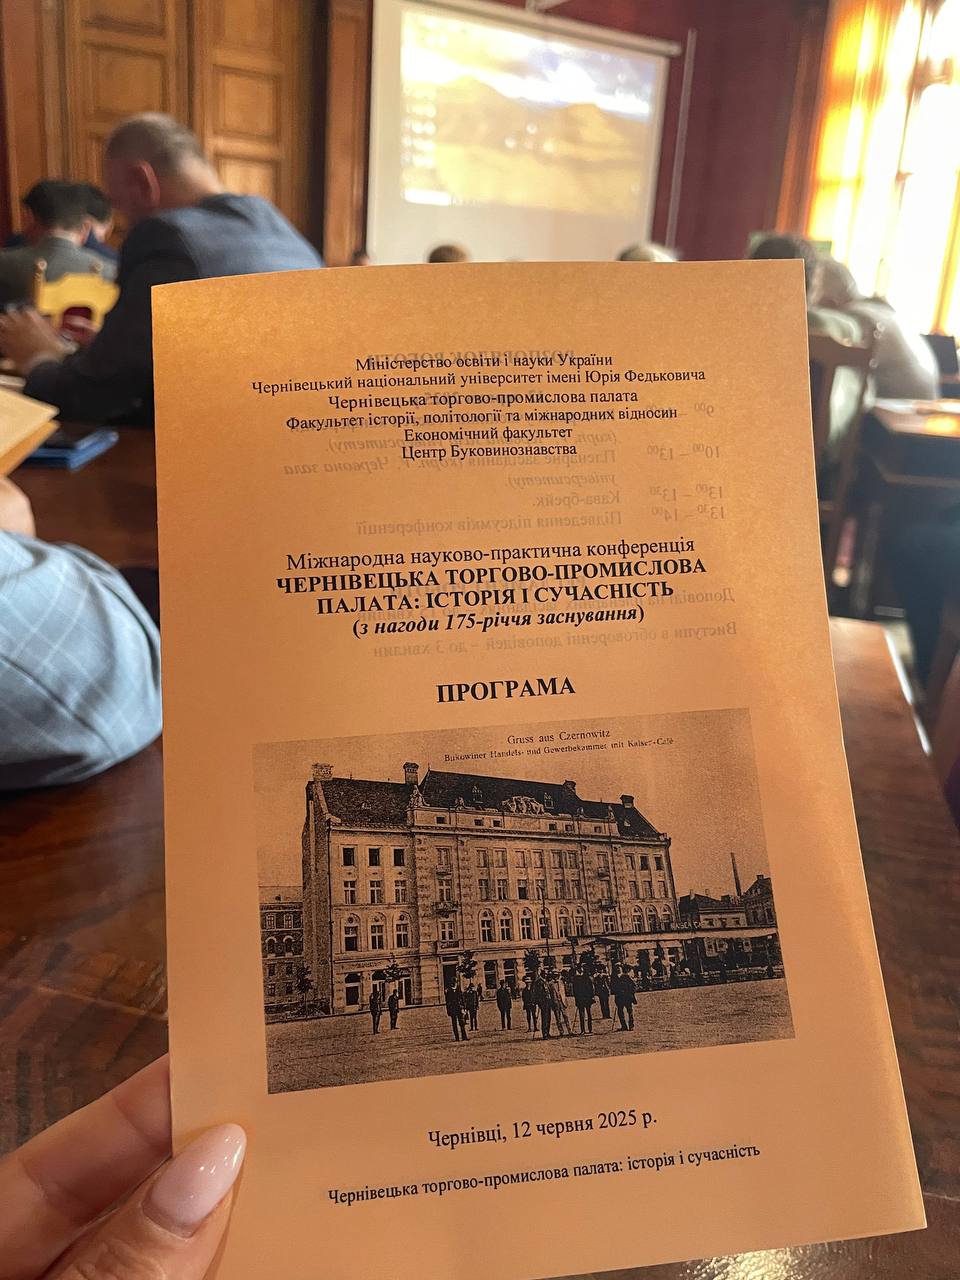 Міністерство освіти і науки України
Чернівецький національний університет імені Юрія Федьковича
Чернівецька торгово-промислова палата
Факультет історії, політології та міжнародних відносин
Економічний факультет
Центр Буковинознавства
Міжнародна науково-практична конференція
ЧЕРНІВЕЦЬКА ТОРГОВО-ПРОМИСЛОВА
ПАЛАТА: ІСТОРІЯ І СУЧАСНІСТЬ
(з нагоди 175-річчя заснування)
ПРОГРАМА
Gruss aus Czernowitz
Bukowiner Handels- und Gewerbekammer mit Kaiser-Café
Чернівці, 12 червня 2025 р.
Чернівецька торгово-промислова палата: історія і сучасність